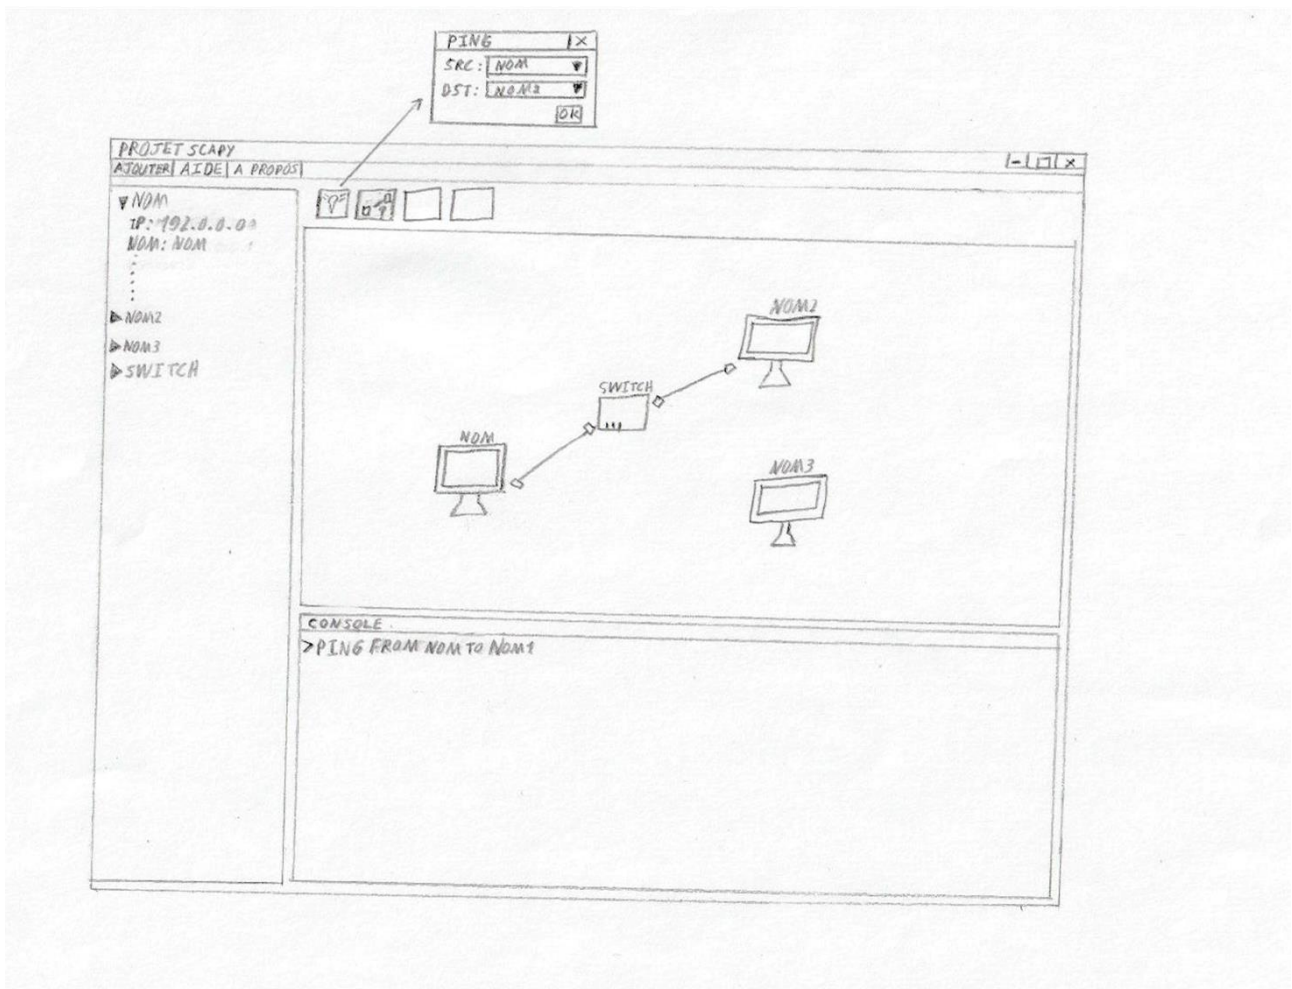 PING X
SRC: NOM
DST: NOM2
OK
PROJET SCAPY
AJOUTER AIDE A PROPOS
NOM
IP: 192.0.0.0
NOM: NOM
NOM2
NOM3
SWITCH
NOM2
SWITCH
NOM
NOM3
CONSOLE
>PING FROM NOM TO NOM1